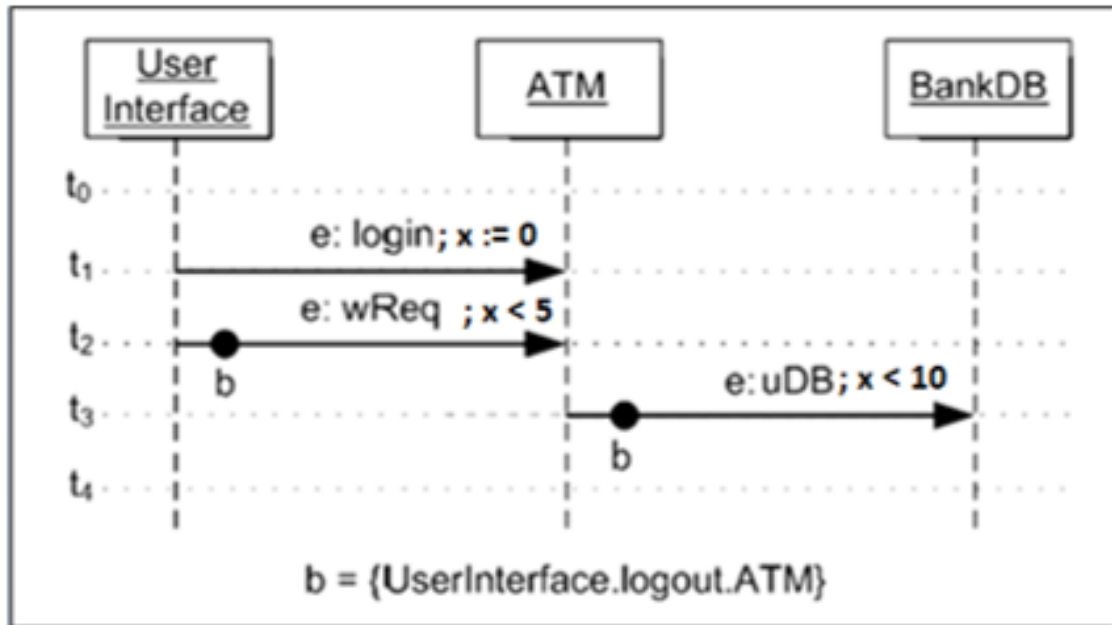 User
Interface
ATM
BankDB
t0
e: login; x := 0
t1
e: wReq ; x < 5
t2
b
e: uDB; x < 10
t3
b
t4
b = {UserInterface.logout.ATM}